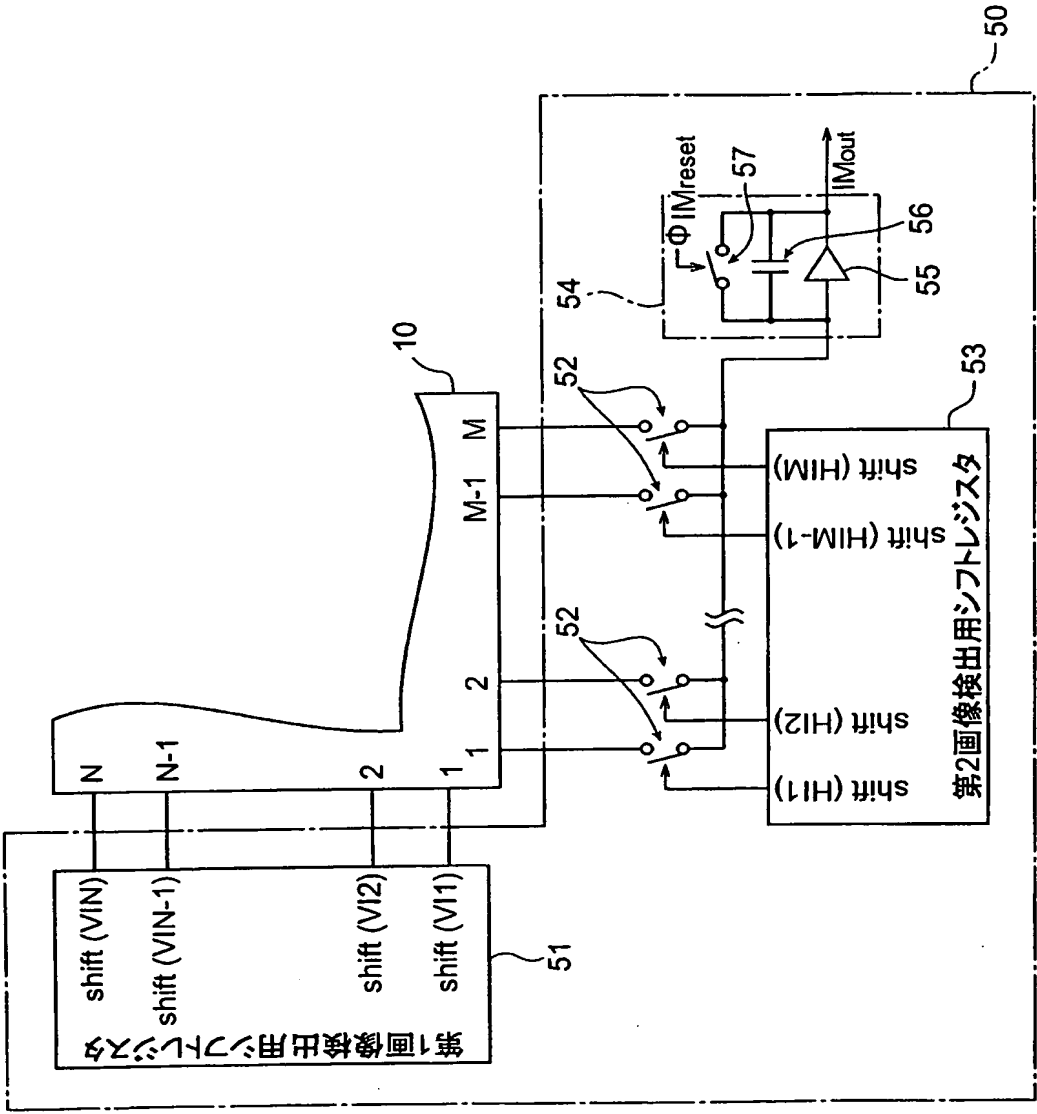 50
ΦIMreset
57
IMout
54
56
55
10
52
53
M
M-1
shift (HIM)
shift (HIM-1)
52
2
1
shift (HI2)
shift (HI1)
第2画像検出用シフトレジスタ
N
N-1
2
1
shift (VIN)
shift (VIN-1)
shift (VI2)
shift (VI1)
51
第1画像検出用シフトレジスタ